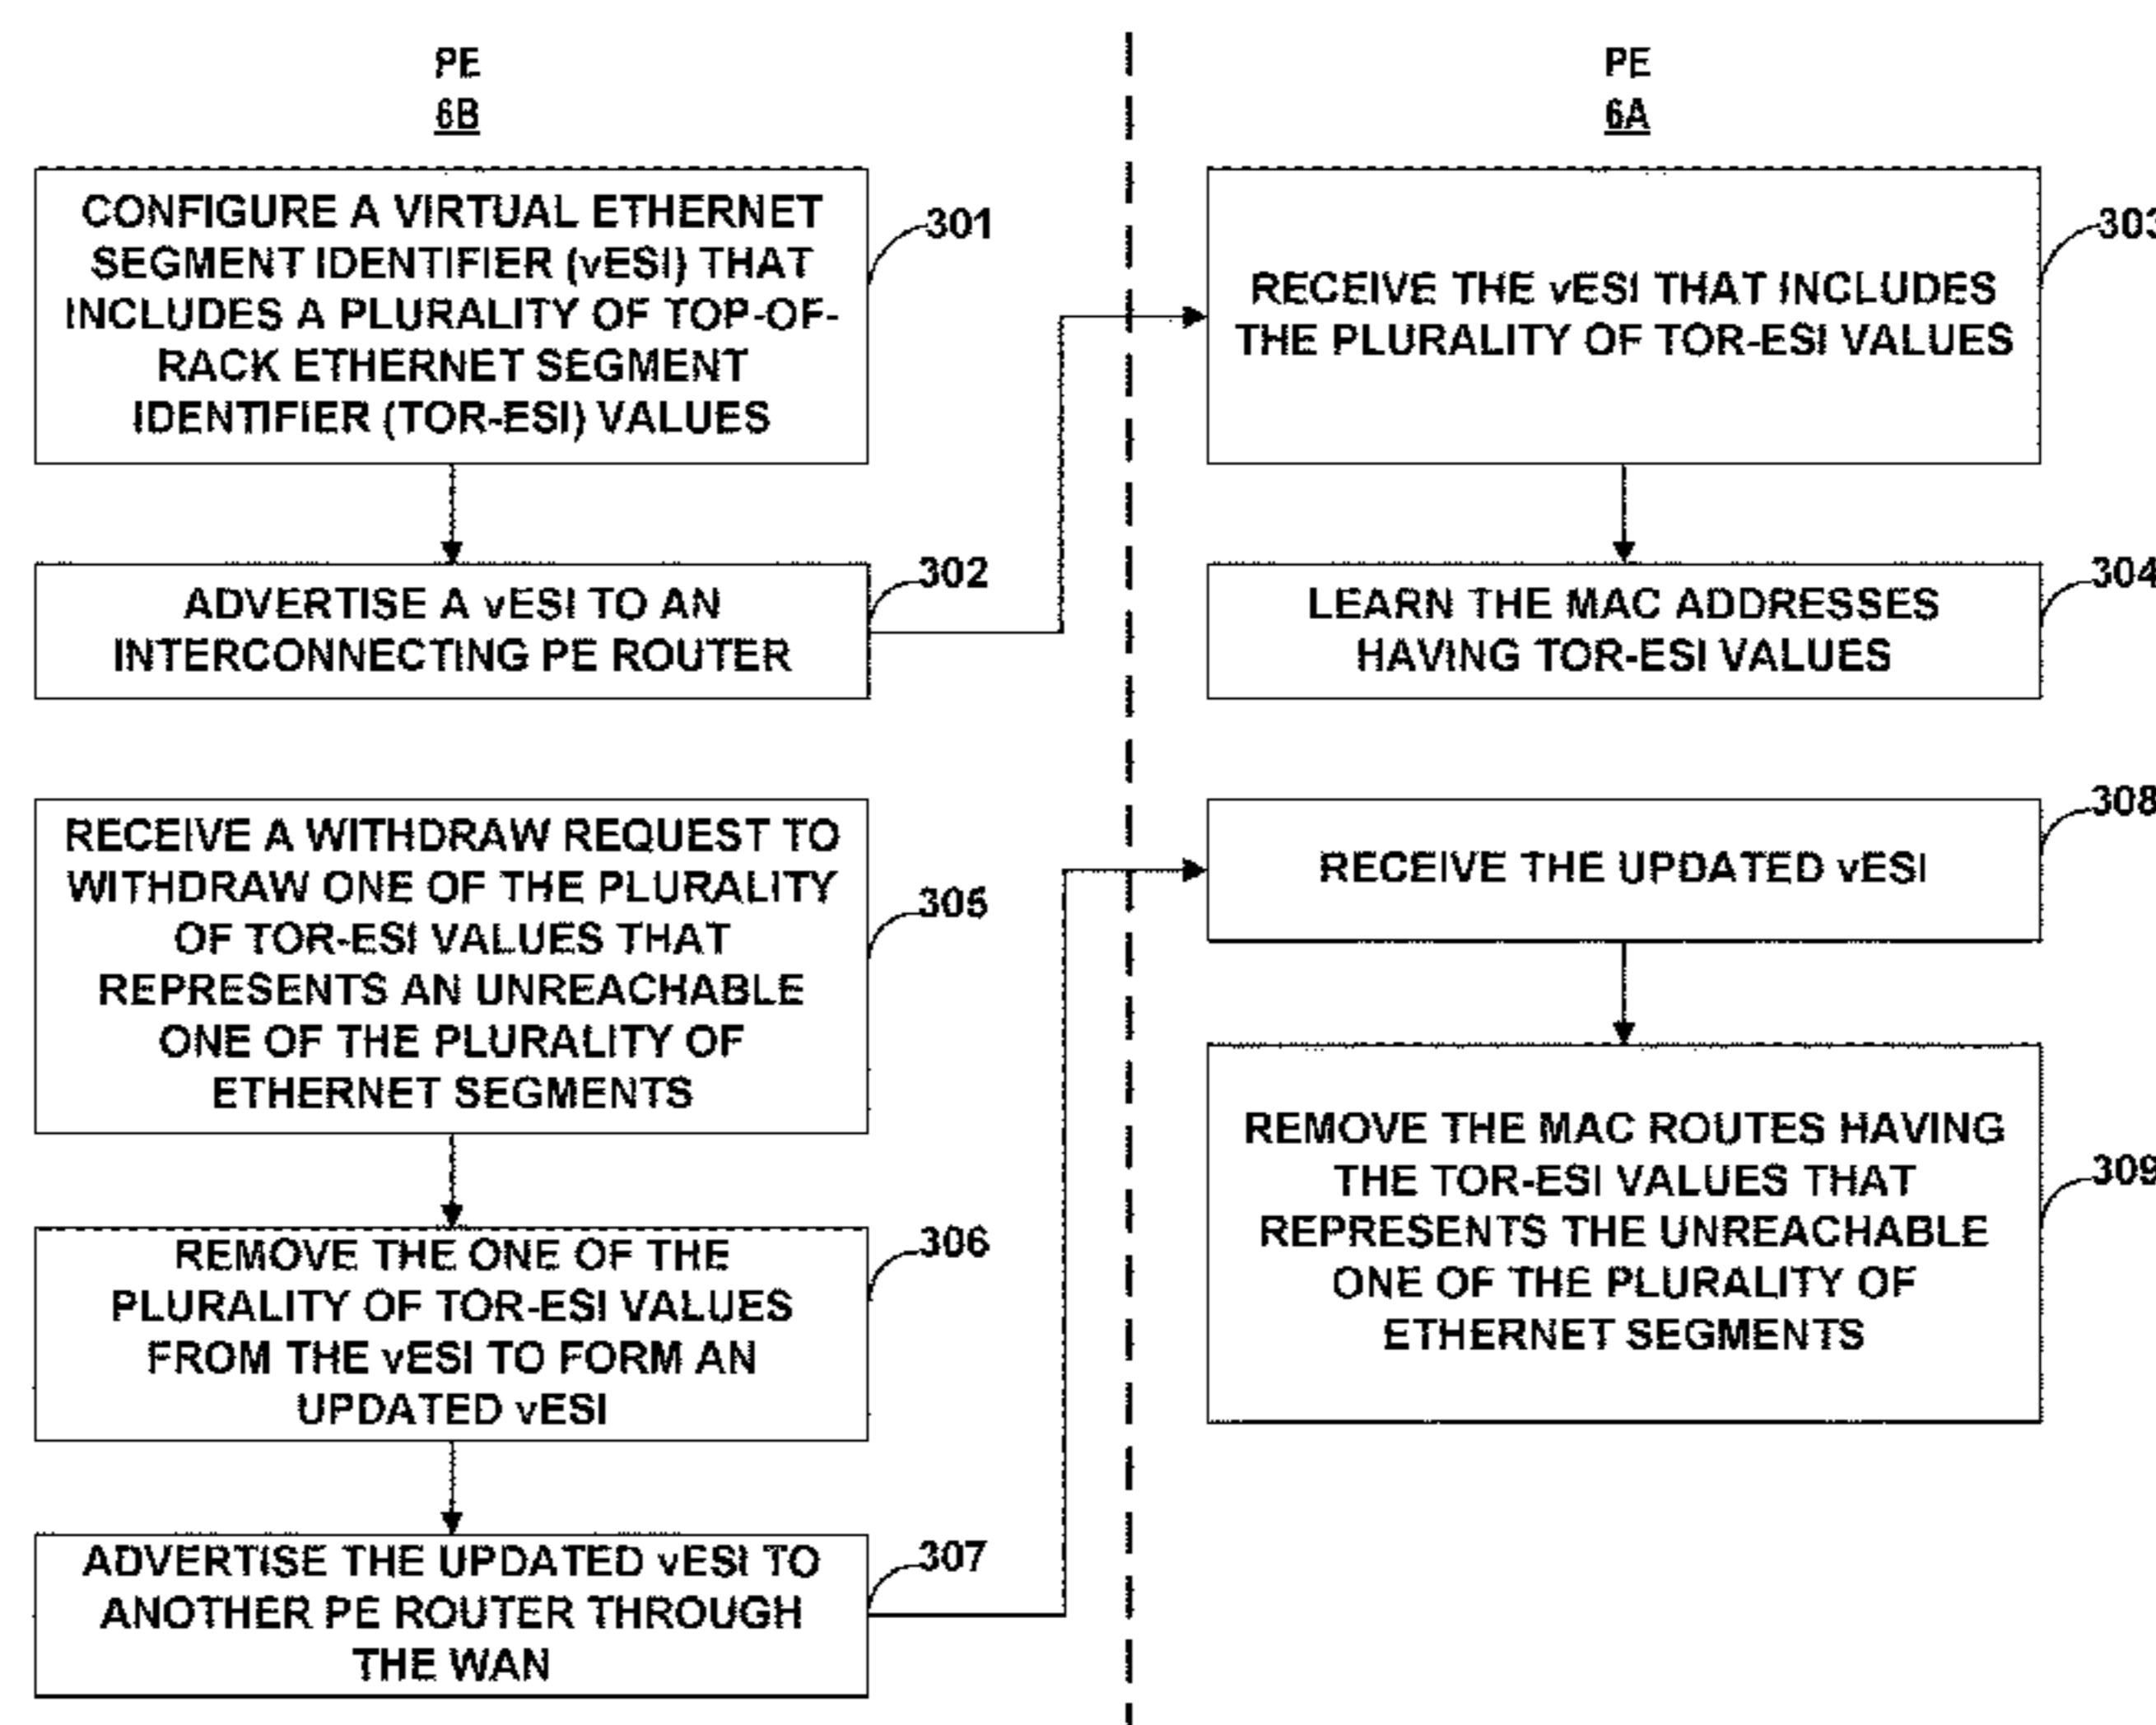 PE
6B
CONFIGURE A VIRTUAL ETHERNET
SEGMENT IDENTIFIER (vESI) THAT
INCLUDES A PLURALITY OF TOP-OF-
RACK ETHERNET SEGMENT
IDENTIFIER (TOR-ESI) VALUES
301
ADVERTISE A vESI TO AN
INTERCONNECTING PE ROUTER
302
RECEIVE A WITHDRAW REQUEST TO
WITHDRAW ONE OF THE PLURALITY
OF TOR-ESI VALUES THAT
REPRESENTS AN UNREACHABLE
ONE OF THE PLURALITY OF
ETHERNET SEGMENTS
305
REMOVE THE ONE OF THE
PLURALITY OF TOR-ESI VALUES
FROM THE vESI TO FORM AN
UPDATED vESI
306
ADVERTISE THE UPDATED vESI TO
ANOTHER PE ROUTER THROUGH
THE WAN
307
PE
6A
RECEIVE THE vESI THAT INCLUDES
THE PLURALITY OF TOR-ESI VALUES
303
LEARN THE MAC ADDRESSES
HAVING TOR-ESI VALUES
304
RECEIVE THE UPDATED vESI
308
REMOVE THE MAC ROUTES HAVING
THE TOR-ESI VALUES THAT
REPRESENTS THE UNREACHABLE
ONE OF THE PLURALITY OF
ETHERNET SEGMENTS
309